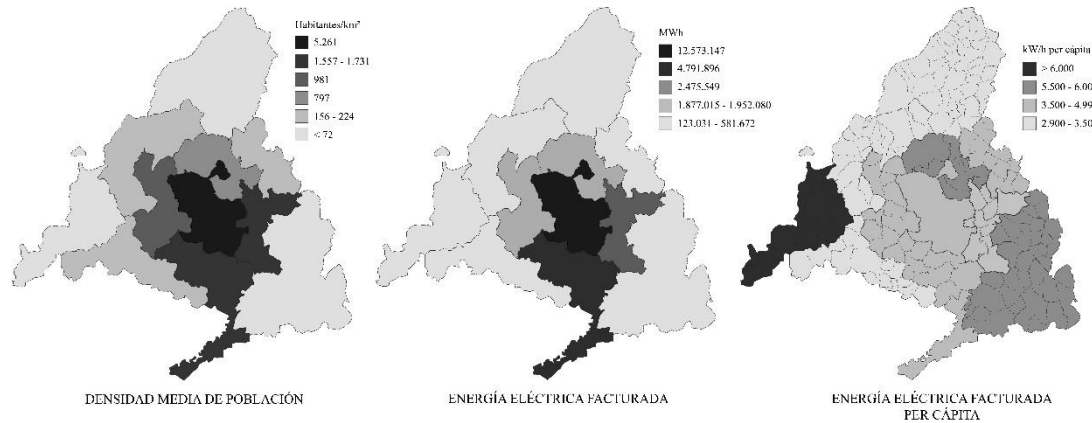 Habitantes/km²
5.261
1.557 - 1.731
981
797
156 - 224
< 72
DENSIDAD MEDIA DE POBLACIÓN
MWh
12.573.147
4.791.896
2.475.549
1.877.015 - 1.952.080
123.031 - 581.672
ENERGÍA ELÉCTRICA FACTURADA
kW/h per cápita
> 6.000
5.500 - 6.00
3.500 - 4.99
2.900 - 3.50
ENERGÍA ELÉCTRICA FACTURADA
PER CÁPITA